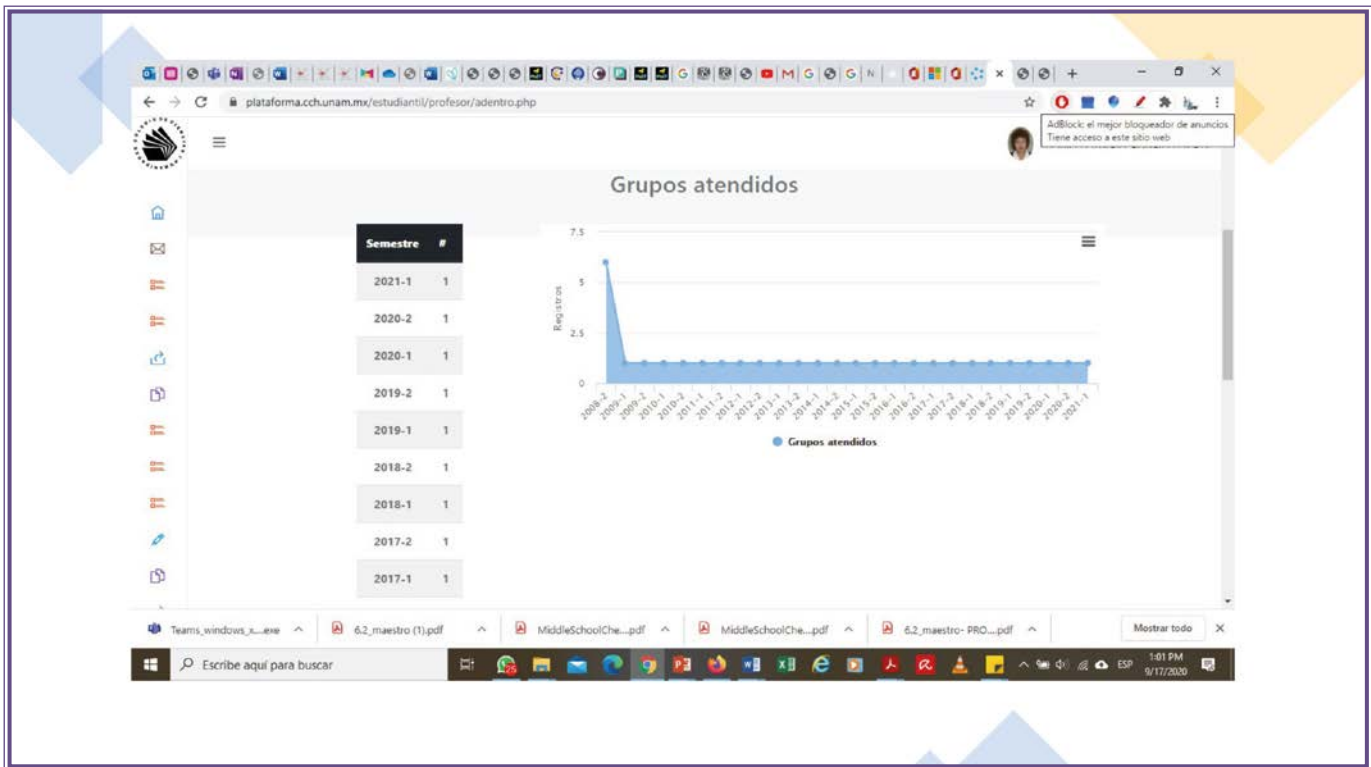 plataforma.cch.unam.mx/estudiantil/profesor/adentro.php
AdBlock: el mejor bloqueador de anuncios
Tiene acceso a este sitio web
Grupos atendidos
Semestre #
2021-1 1
2020-2 1
2020-1 1
2019-2 1
2019-1 1
2018-2 1
2018-1 1
2017-2 1
2017-1 1
7.5
5
2.5
0
Registros
2008-2
2009-1
2009-2
2010-1
2010-2
2011-1
2011-2
2012-1
2012-2
2013-1
2013-2
2014-1
2014-2
2015-1
2015-2
2016-1
2016-2
2017-1
2017-2
2018-1
2018-2
2019-1
2019-2
2020-1
2020-2
2021-1
Grupos atendidos
Teams_windows_x....exe
6.2_maestro (1).pdf
MiddleSchoolChe....pdf
MiddleSchoolChe....pdf
6.2_maestro- PRO....pdf
Mostrar todo
Escribe aquí para buscar
25
ESP
1:01 PM
9/17/2020